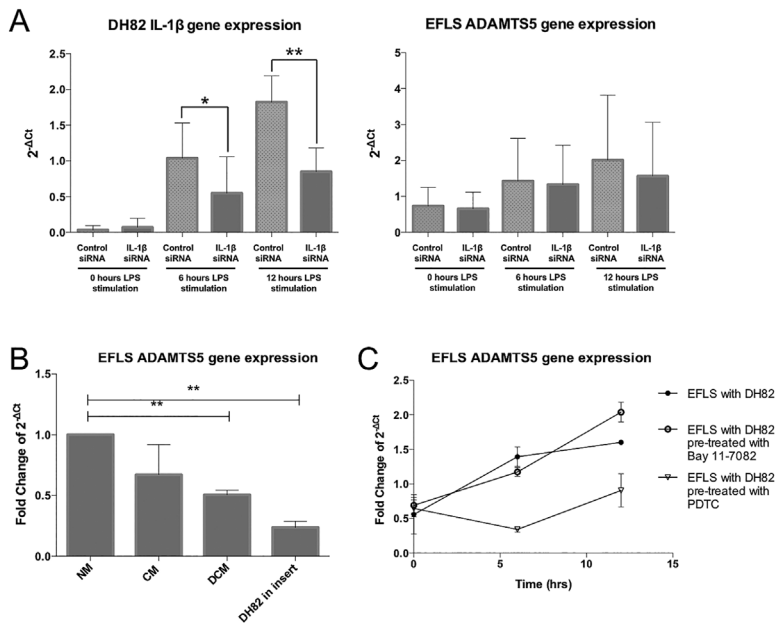 A
DH82 IL-1β gene expression
2-ΔCt
2.5
2.0
1.5
1.0
0.5
0.0
*
**
Control siRNA
IL-1β siRNA
Control siRNA
IL-1β siRNA
Control siRNA
IL-1β siRNA
0 hours LPS stimulation
6 hours LPS stimulation
12 hours LPS stimulation
EFLS ADAMTS5 gene expression
2-ΔCt
5
4
3
2
1
0
Control siRNA
IL-1β siRNA
Control siRNA
IL-1β siRNA
Control siRNA
IL-1β siRNA
0 hours LPS stimulation
6 hours LPS stimulation
12 hours LPS stimulation
B
EFLS ADAMTS5 gene expression
Fold Change of 2-ΔCt
1.5
1.0
0.5
0.0
**
**
NM
CM
DCM
DH82 in insert
C
EFLS ADAMTS5 gene expression
Fold Change of 2-ΔCt
2.5
2.0
1.5
1.0
0.5
0.0
0
5
10
15
Time (hrs)
EFLS with DH82
EFLS with DH82
pre-treated with
Bay 11-7082
EFLS with DH82
pre-treated with
PDTC